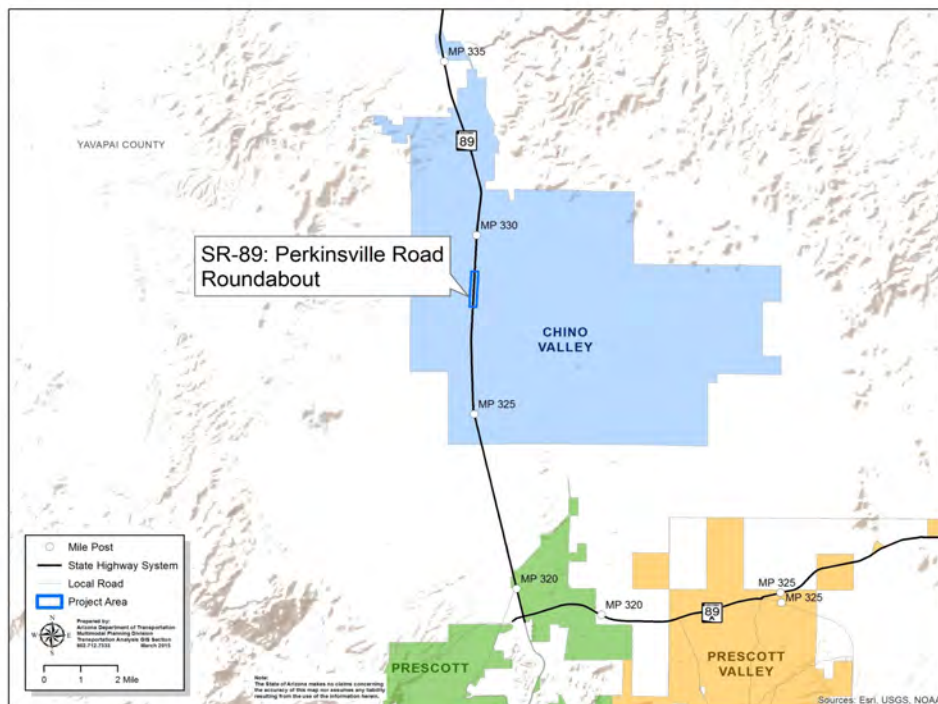 MP 335
YAVAPAI COUNTY
89
MP 330
SR-89: Perkinsville Road
Roundabout
CHINO
VALLEY
MP 325
MP 320
MP 320
MP 325
MP 325
89
A
PRESCOTT
PRESCOTT
VALLEY
Mile Post
State Highway System
Local Road
Project Area
N
W
E
S
Prepared by:
Arizona Department of Transportation
Multimodal Planning Division
Transportation Analysis GIS Section
602.712.7333 March 2015
0 1 2 Mile
Note:
The State of Arizona makes no claims concerning
the accuracy of this map nor assumes any liability
resulting from the use of the information herein.
Sources: Esri, USGS, NOAA